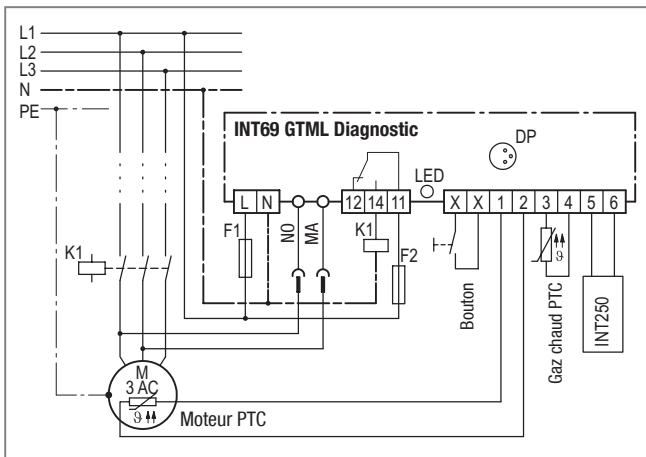 L1
L2
L3
N
PE
INT69 GTML Diagnostic
DP
LED
L N
12 14 11
X X 1 2 3 4 5 6
F1
NO
MA
K1
F2
K1
Bouton
ϑ
Gaz chaud PTC
INT250
M
3 AC
ϑ
Moteur PTC